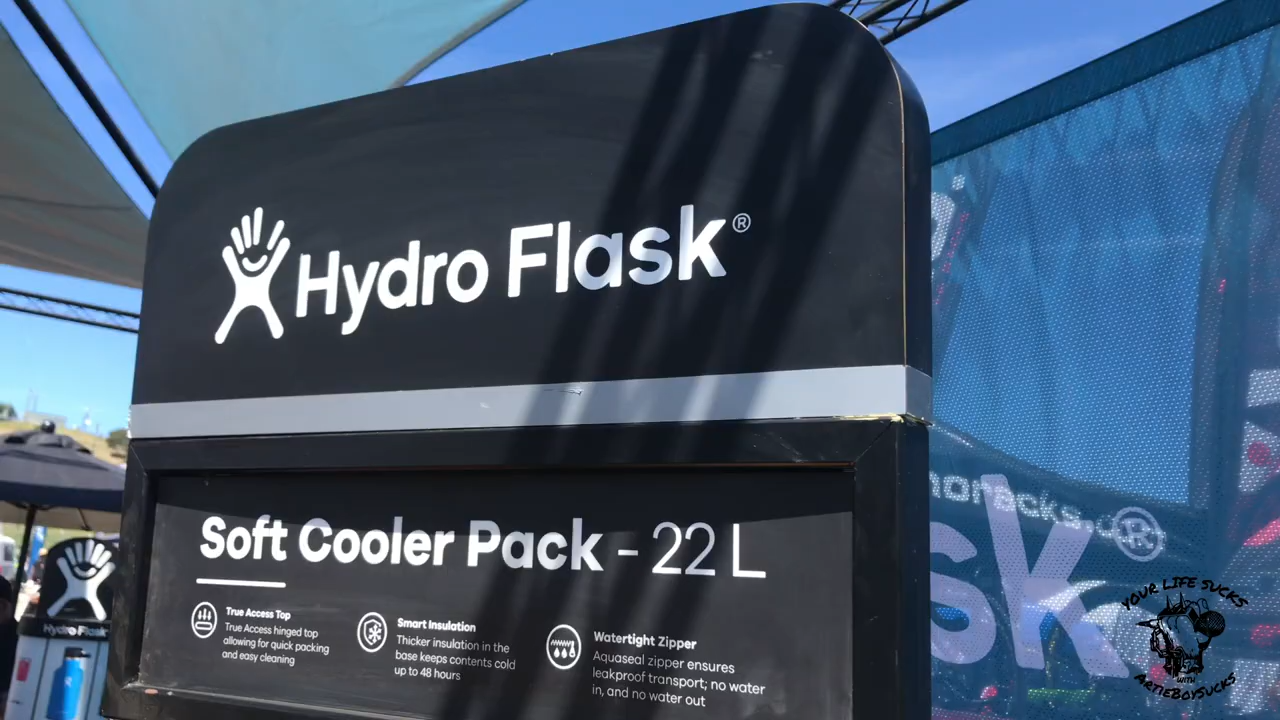 Hydro Flask®
Soft Cooler Pack - 22 L
True Access Top
True Access hinged top
allowing for quick packing
and easy cleaning
Smart Insulation
Thicker insulation in the
base keeps contents cold
up to 48 hours
Watertight Zipper
Aquaseal zipper ensures
leakproof transport; no water
in, and no water out
Hydro Flask
sk®
YOUR LIFE SUCKS
WITH
ARTIEBOYSUCKS